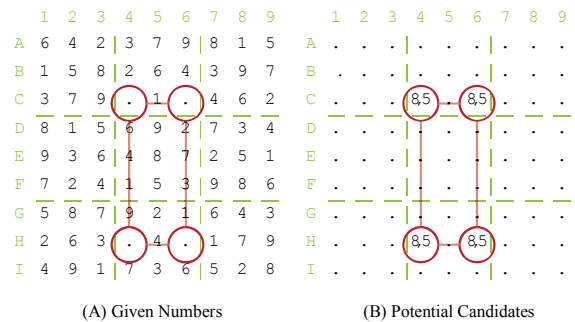 1 2 3 4 5 6 7 8 9 1 2 3 4 5 6 7 8 9
A 6 4 2 3 7 9 8 1 5 A . . . . . . . . .
B 1 5 8 2 6 4 3 9 7 B . . . . . . . . .
C 3 7 9 . 1 . 4 6 2 C . . . 8,5 . 8,5 . . .
D 8 1 5 6 9 2 7 3 4 D . . . . . . . . .
E 9 3 6 4 8 7 2 5 1 E . . . . . . . . .
F 7 2 4 1 5 3 9 8 6 F . . . . . . . . .
G 5 8 7 9 2 1 6 4 3 G . . . . . . . . .
H 2 6 3 . 4 . 1 7 9 H . . . 8,5 . 8,5 . . .
I 4 9 1 7 3 6 5 2 8 I . . . . . . . . .
(A) Given Numbers (B) Potential Candidates